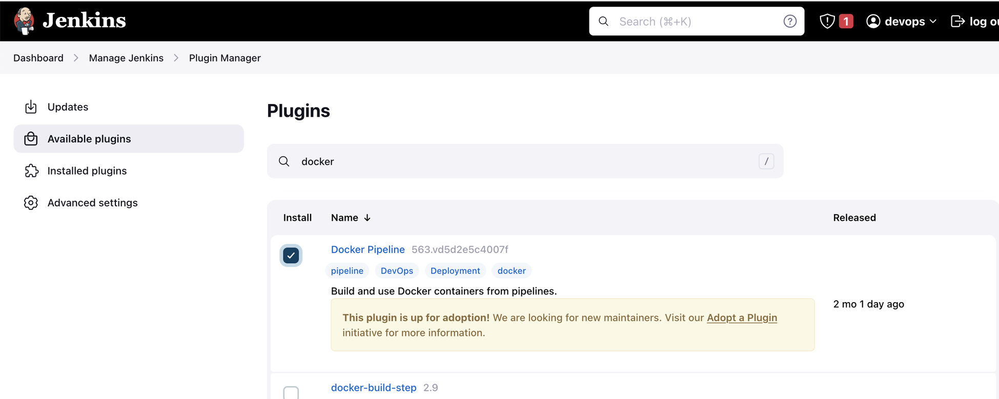 Jenkins
Search (⌘+K)
?
1
devops
log ou
Dashboard > Manage Jenkins > Plugin Manager
Updates
Available plugins
Installed plugins
Advanced settings
Plugins
docker
/
Install Name ↓ Released
Docker Pipeline 563.vd5d2e5c4007f
pipeline DevOps Deployment docker
Build and use Docker containers from pipelines.
This plugin is up for adoption! We are looking for new maintainers. Visit our Adopt a Plugin
initiative for more information.
2 mo 1 day ago
docker-build-step 2.9